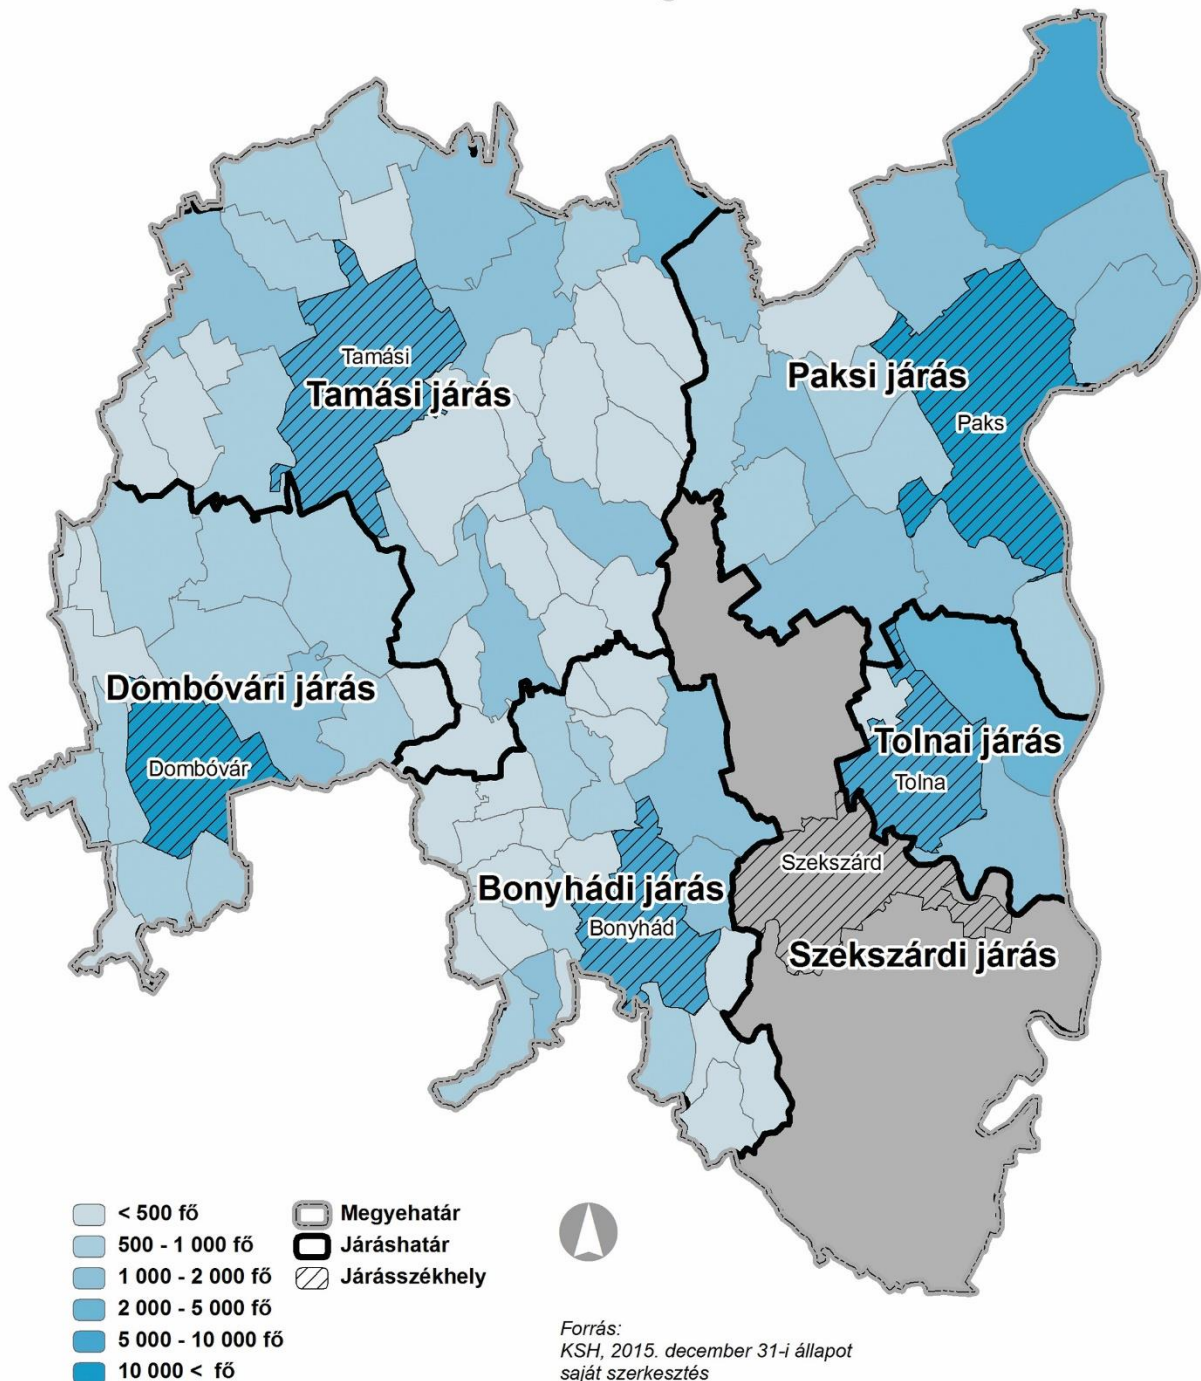 Tamási
Tamási járás
Paksi járás
Paks
Dombóvári járás
Dombóvár
Tolnai járás
Tolna
Szekszárd
Bonyhádi járás
Bonyhád
Szekszárdi járás
< 500 fő
500 - 1 000 fő
1 000 - 2 000 fő
2 000 - 5 000 fő
5 000 - 10 000 fő
10 000 < fő
Megyehatár
Járáshatár
Járásszékhely
Forrás:
KSH, 2015. december 31-i állapot
saját szerkesztés